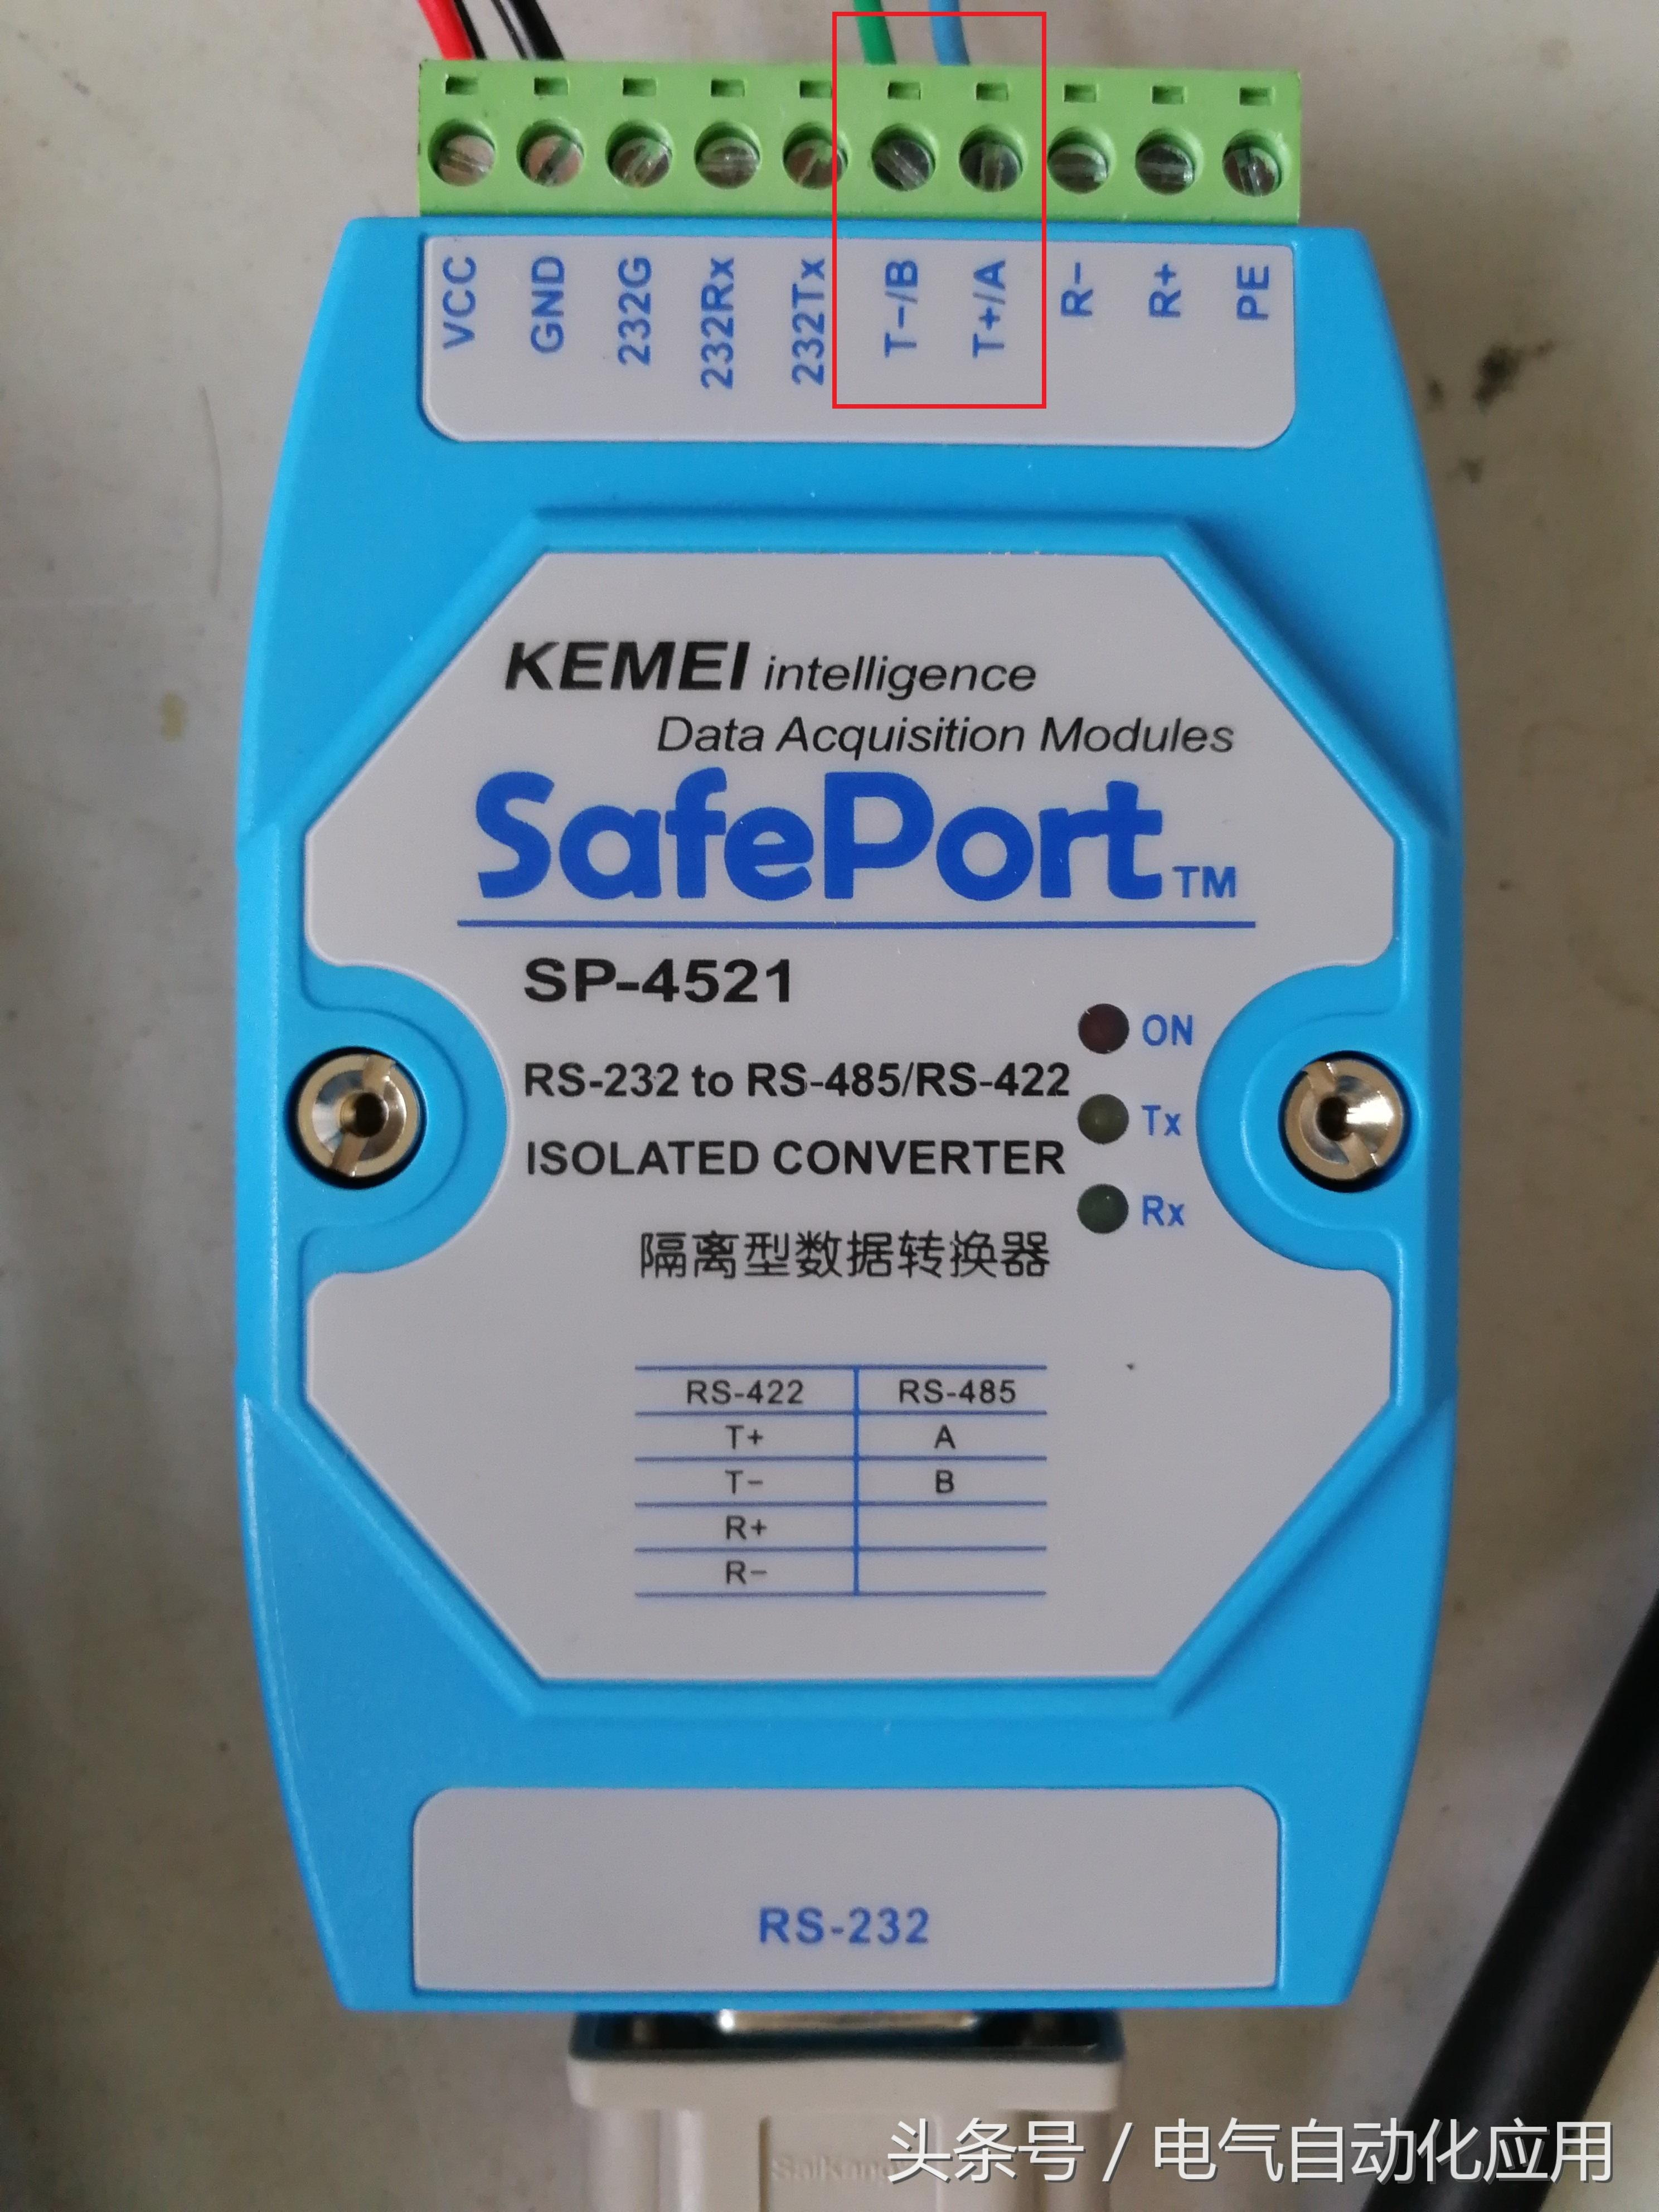 VCC
GND
232G
232Rx
232Tx
T-/B
T+/A
R-
R+
PE
KEMEI intelligence
Data Acquisition Modules
SafePort TM
SP-4521
ON
RS-232 to RS-485/RS-422
Tx
ISOLATED CONVERTER
Rx
隔离型数据转换器
RS-422 RS-485
T+ A
T- B
R+
R-
RS-232
头条号 / 电气自动化应用